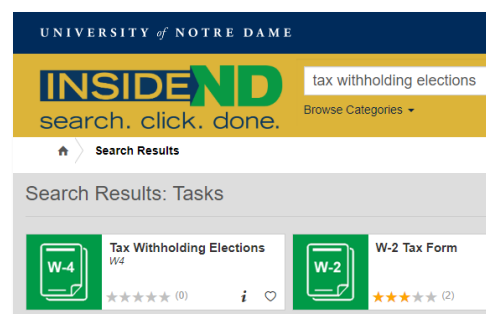 UNIVERSITY of NOTRE DAME
INSIDEND
search. click. done.
tax withholding elections
Browse Categories
Search Results
Search Results: Tasks
W-4
Tax Withholding Elections
W4
(0)
i
W-2
W-2 Tax Form
(2)